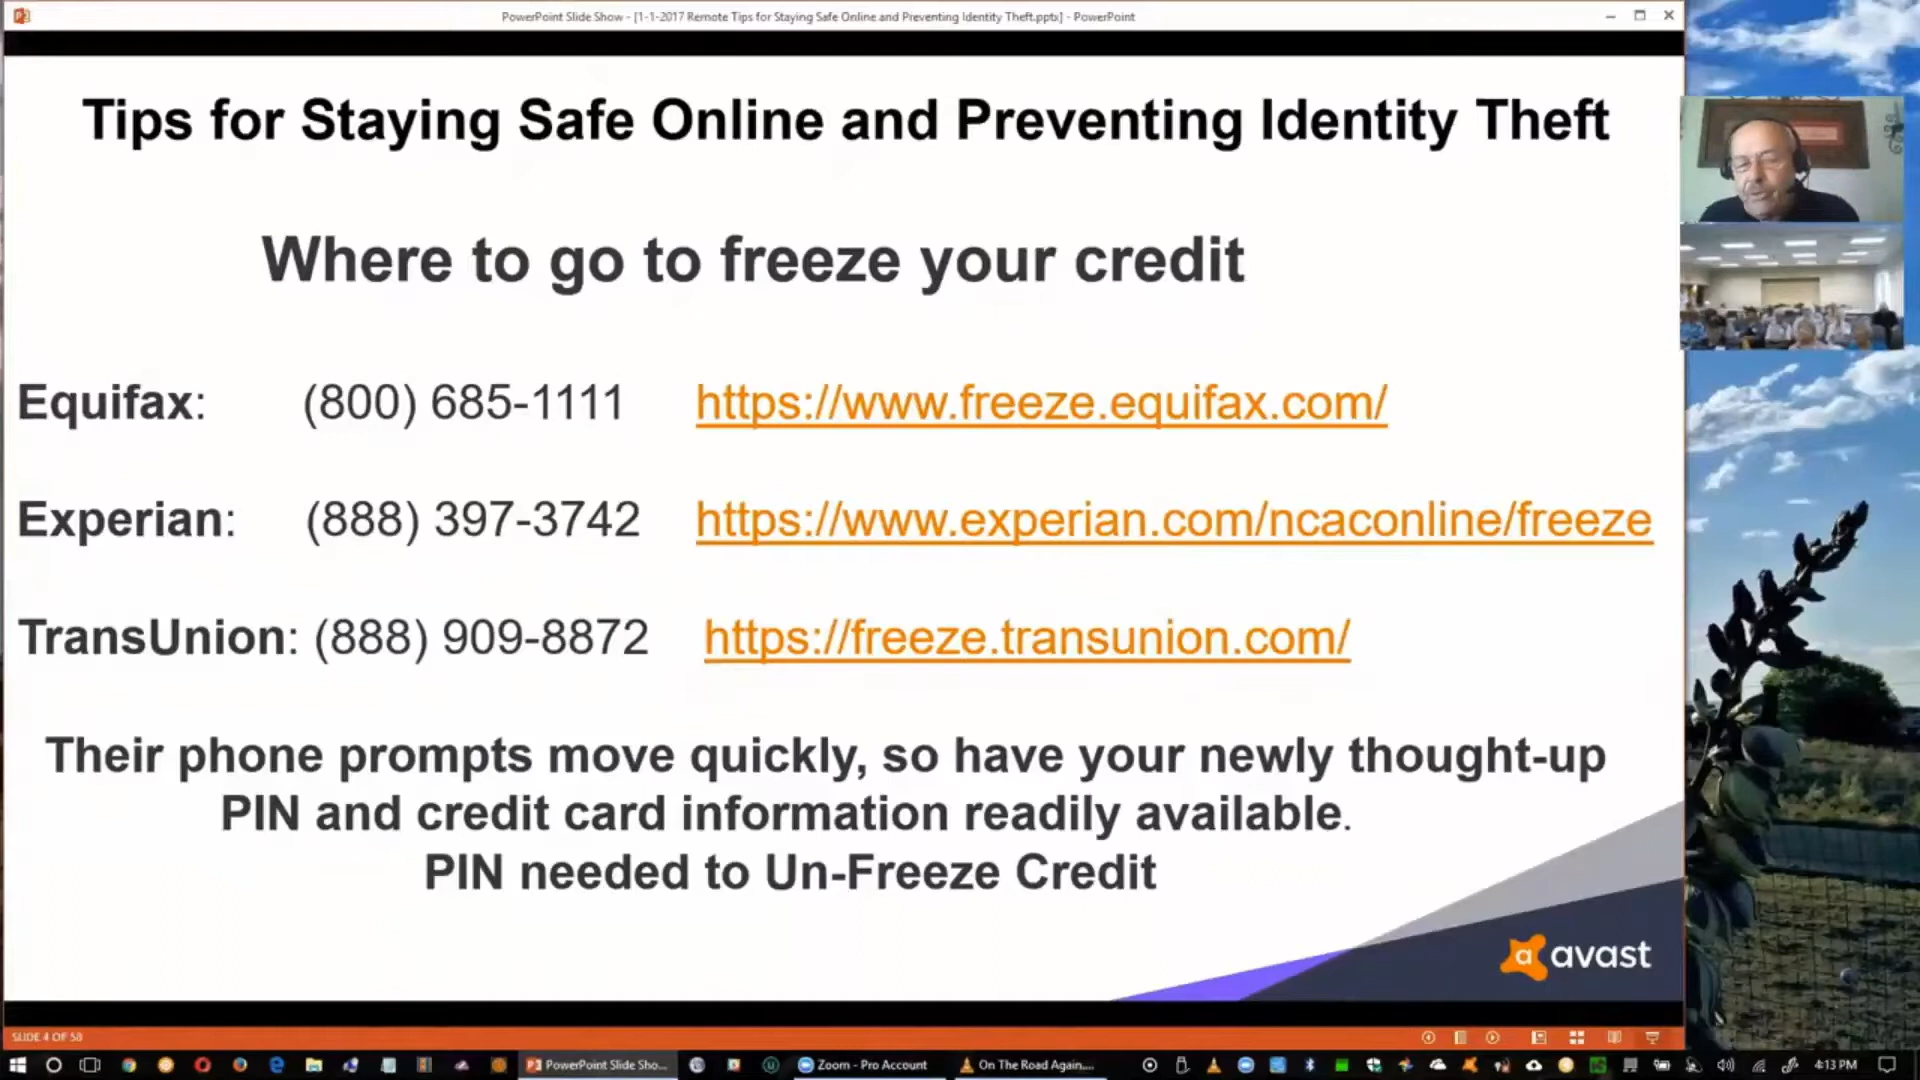 PowerPoint Slide Show - [1-1-2017 Remote Tips for Staying Safe Online and Preventing Identity Theft.pptx] - PowerPoint
Tips for Staying Safe Online and Preventing Identity Theft
Where to go to freeze your credit
Equifax: (800) 685-1111 https://www.freeze.equifax.com/
Experian: (888) 397-3742 https://www.experian.com/ncaconline/freeze
TransUnion: (888) 909-8872 https://freeze.transunion.com/
Their phone prompts move quickly, so have your newly thought-up
PIN and credit card information readily available.
PIN needed to Un-Freeze Credit
a avast
SLIDE 4 OF 58
PowerPoint Slide Sho... Zoom - Pro Account On The Road Again.... 4:13 PM